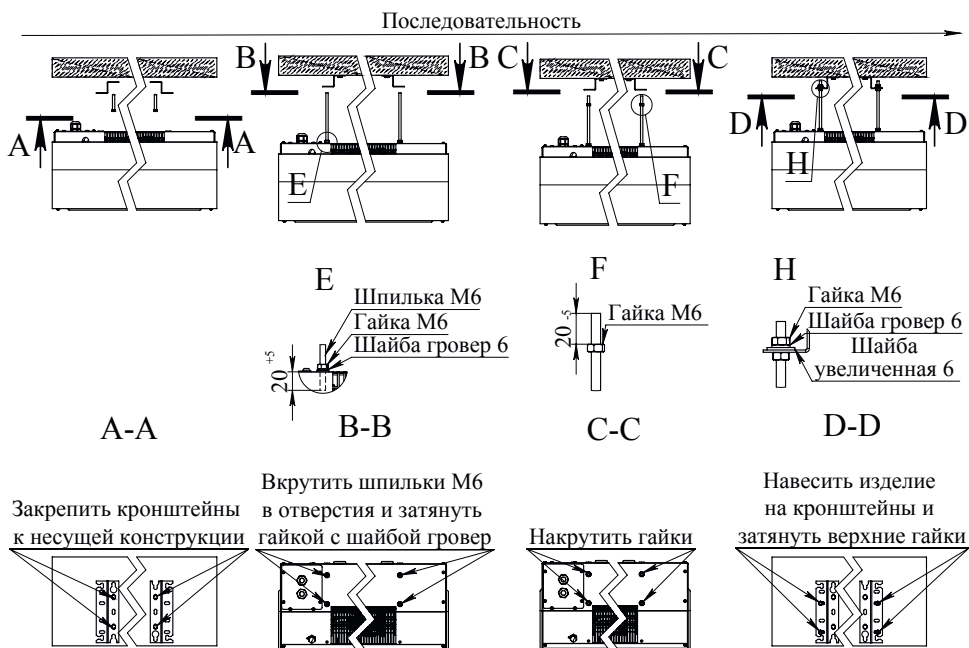 Последовательность
B B C C
A A D D
E F H
E
Шпилька М6
Гайка М6
Шайба гровер 6
20 +5
F
Гайка М6
20 -5
H
Гайка М6
Шайба гровер 6
Шайба
увеличенная 6
A-A B-B C-C D-D
Закрепить кронштейны
к несущей конструкции
Вкрутить шпильки М6
в отверстия и затянуть
гайкой с шайбой гровер
Накрутить гайки
Навесить изделие
на кронштейны и
затянуть верхние гайки